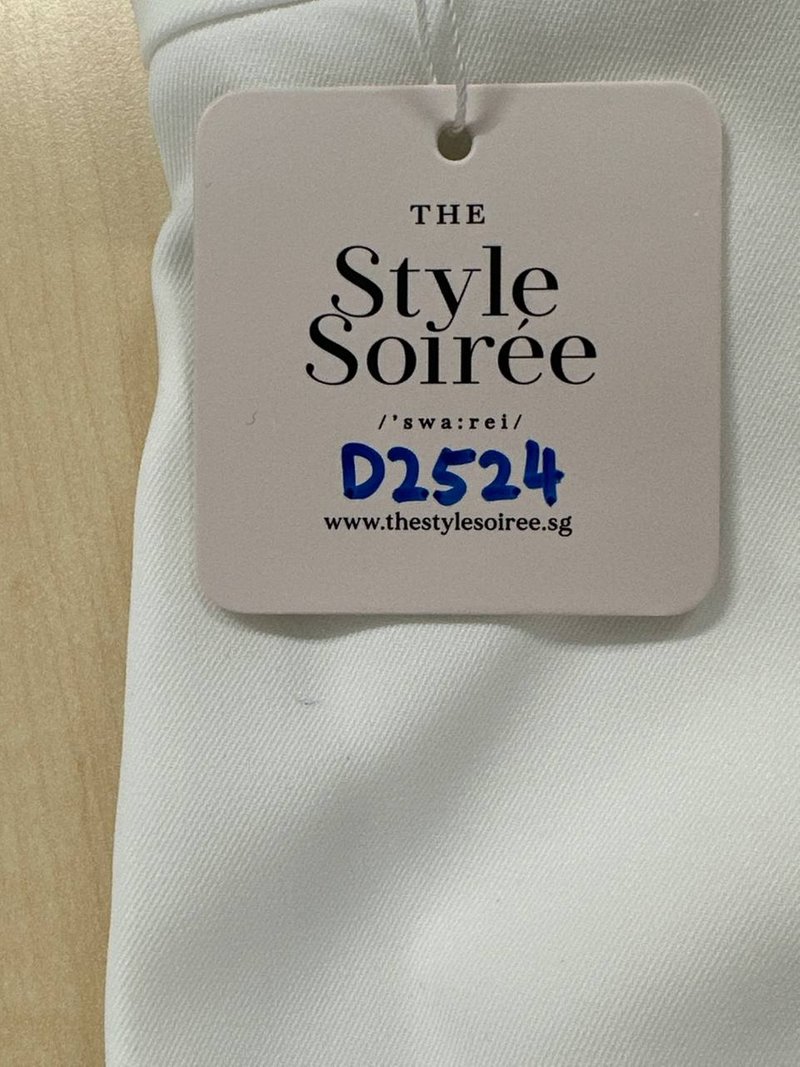 THE
Style
Soirée
/'swa:rei/
D2524
www.thestylesoiree.sg